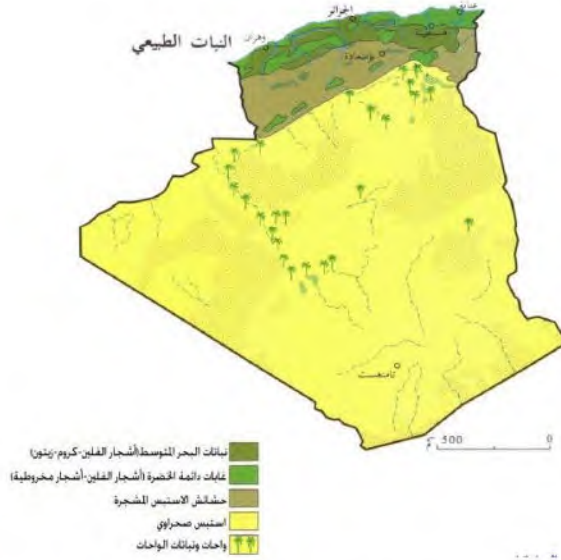 النبات الطبيعي
عنابة
الجزائر
وهران
بوسعادة
تامنغست
500 كم 0
نباتات البحر المتوسط(أشجار الفلين-كروم-زيتون)
غابات دائمة الخضرة (أشجار الفلين-أشجار مخروطية)
حشائش الاستبس المشجرة
استبس صحراوي
واحات ونباتات الواحات